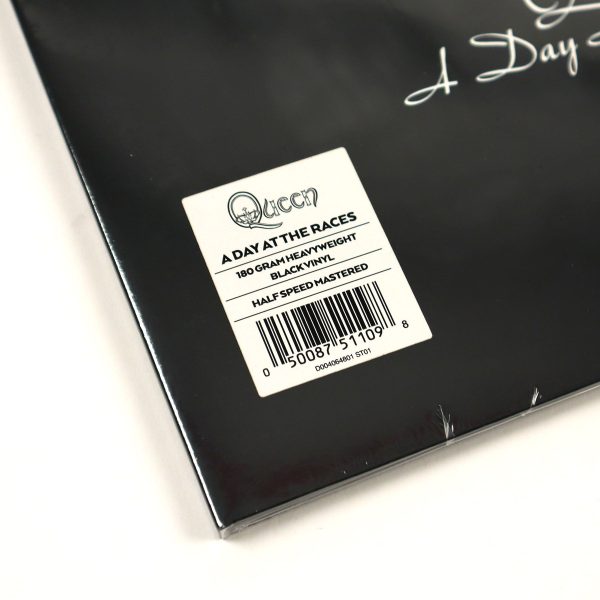 A Day
Queen
A DAY AT THE RACES
180 GRAM HEAVYWEIGHT
BLACK VINYL
HALF SPEED MASTERED
0 50087 51109 8
D004064601 ST01